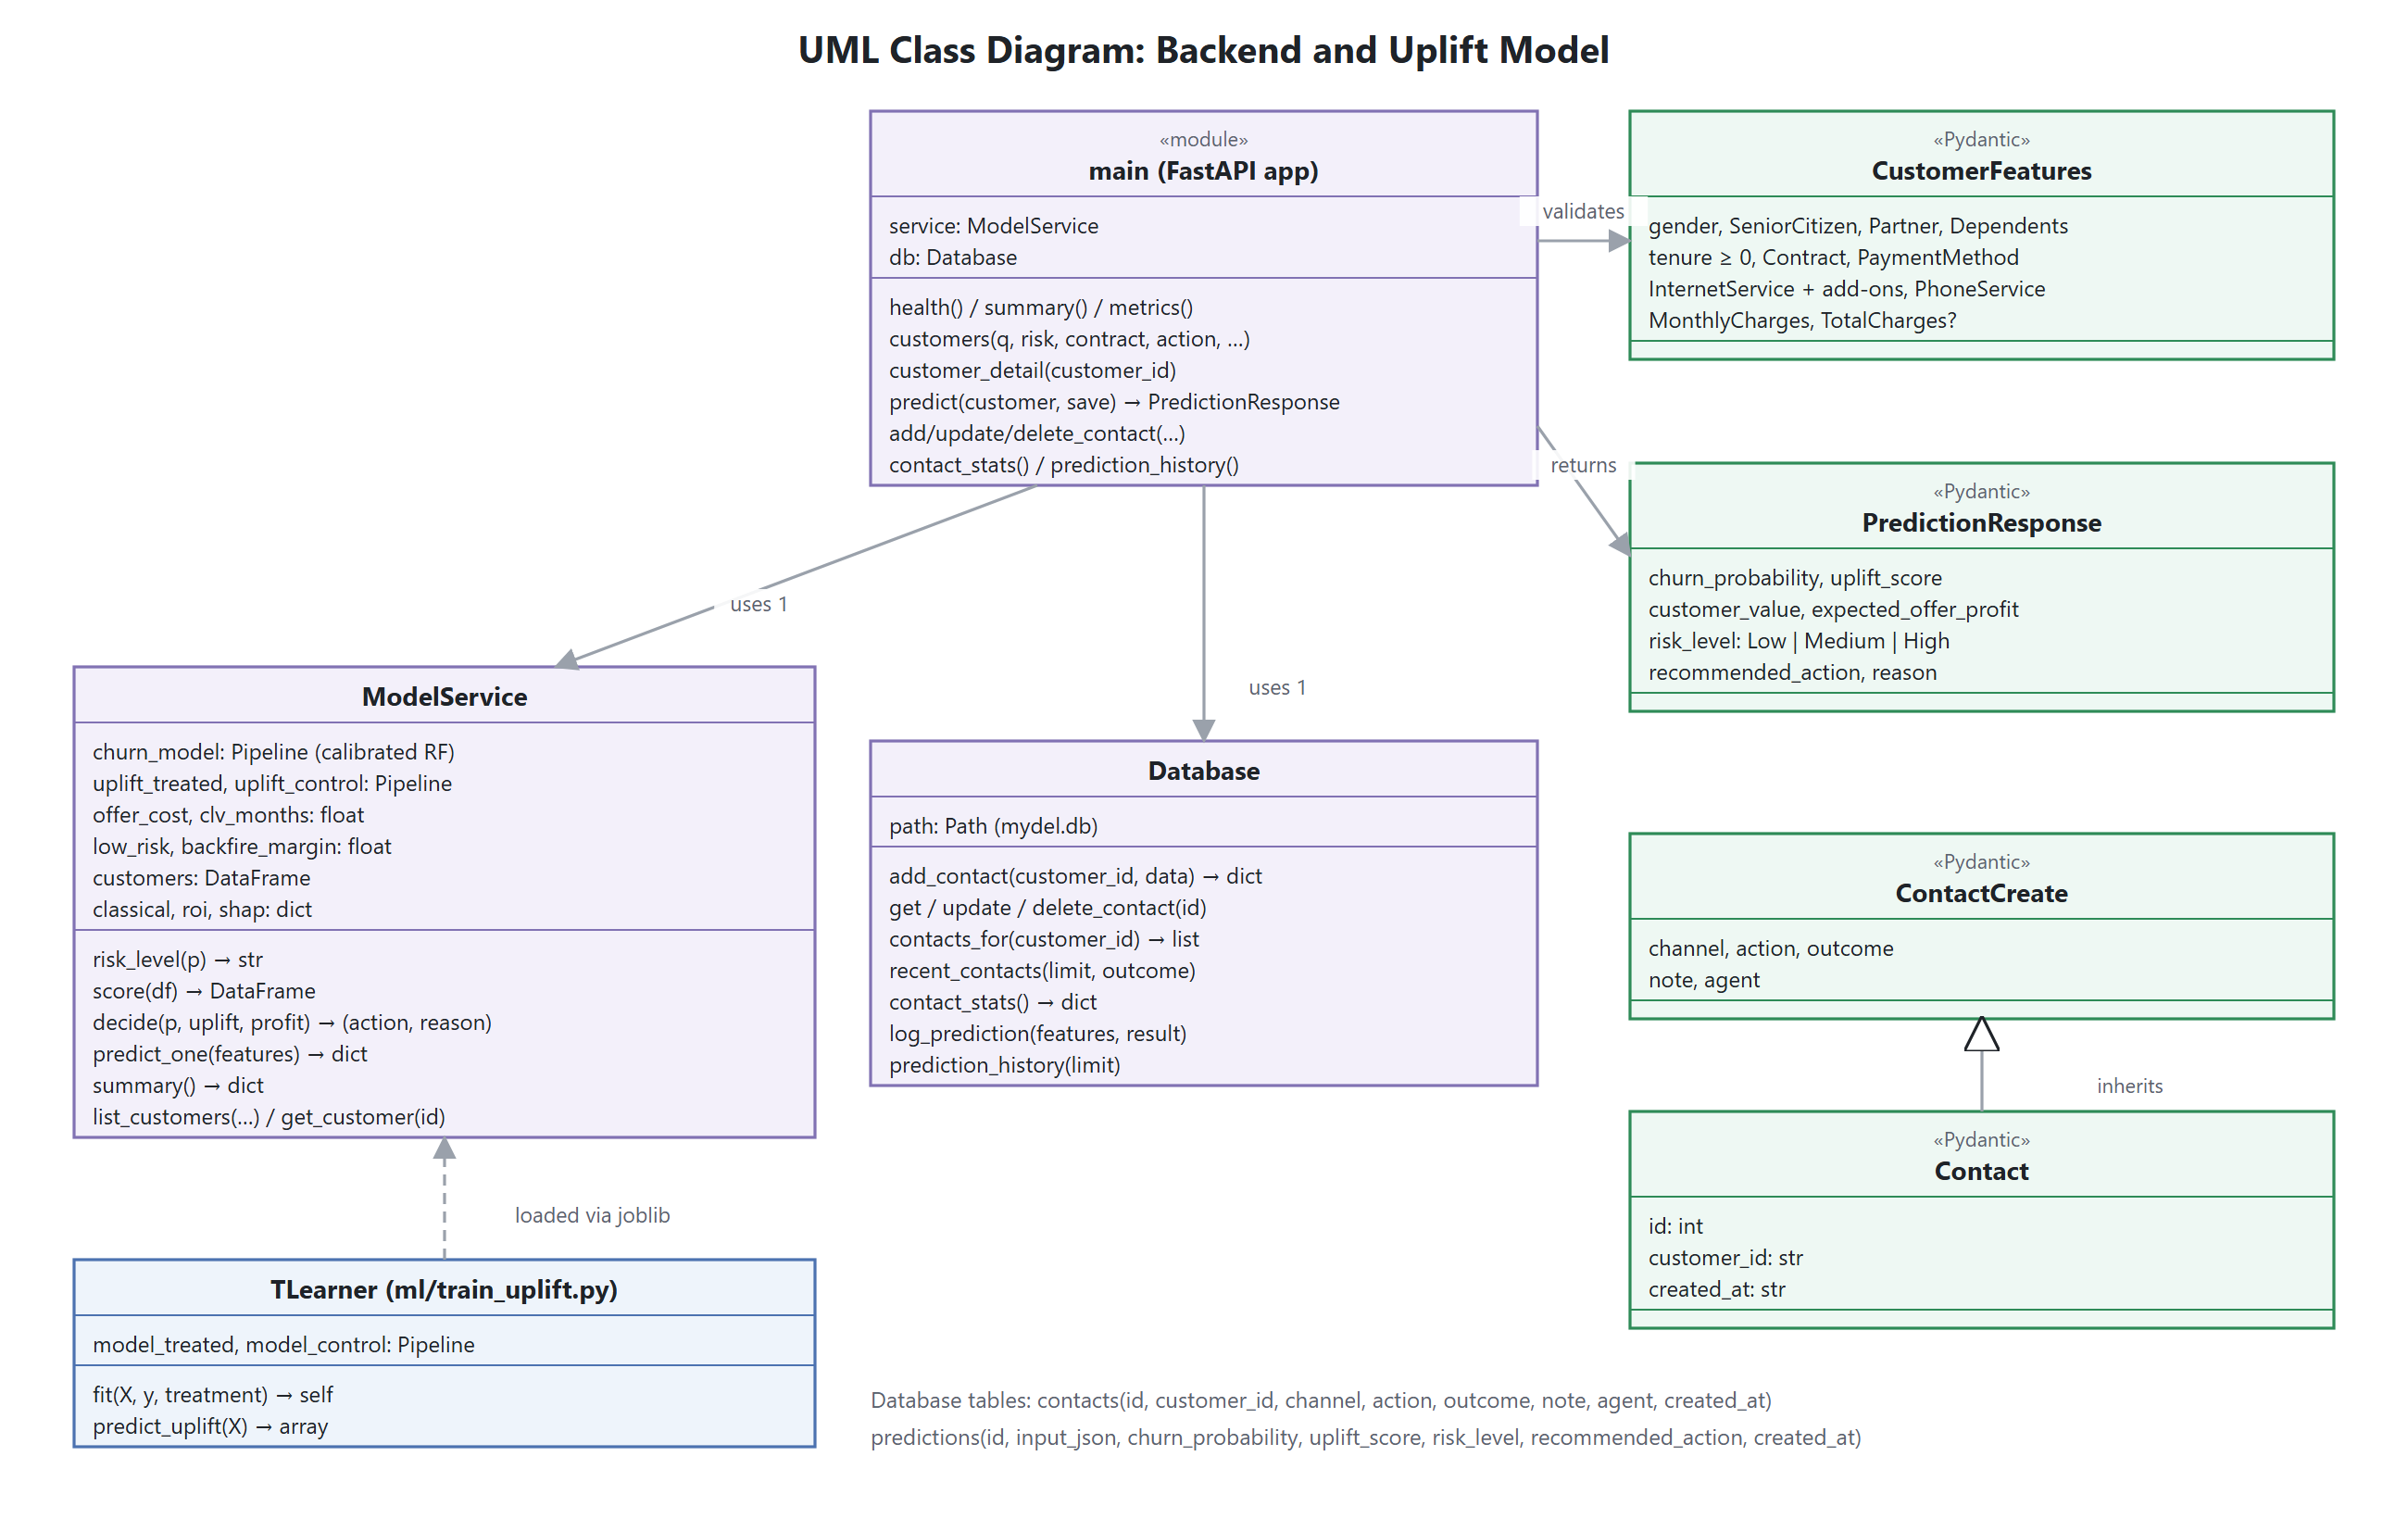 UML Class Diagram: Backend and Uplift Model
«module»
main (FastAPI app)
service: ModelService
db: Database
health() / summary() / metrics()
customers(q, risk, contract, action, ...)
customer_detail(customer_id)
predict(customer, save) → PredictionResponse
add/update/delete_contact(...)
contact_stats() / prediction_history()
validates
«Pydantic»
CustomerFeatures
gender, SeniorCitizen, Partner, Dependents
tenure ≥ 0, Contract, PaymentMethod
InternetService + add-ons, PhoneService
MonthlyCharges, TotalCharges?
returns
«Pydantic»
PredictionResponse
churn_probability, uplift_score
customer_value, expected_offer_profit
risk_level: Low | Medium | High
recommended_action, reason
uses 1
uses 1
ModelService
churn_model: Pipeline (calibrated RF)
uplift_treated, uplift_control: Pipeline
offer_cost, clv_months: float
low_risk, backfire_margin: float
customers: DataFrame
classical, roi, shap: dict
risk_level(p) → str
score(df) → DataFrame
decide(p, uplift, profit) → (action, reason)
predict_one(features) → dict
summary() → dict
list_customers(...) / get_customer(id)
Database
path: Path (mydel.db)
add_contact(customer_id, data) → dict
get / update / delete_contact(id)
contacts_for(customer_id) → list
recent_contacts(limit, outcome)
contact_stats() → dict
log_prediction(features, result)
prediction_history(limit)
«Pydantic»
ContactCreate
channel, action, outcome
note, agent
inherits
«Pydantic»
Contact
id: int
customer_id: str
created_at: str
loaded via joblib
TLearner (ml/train_uplift.py)
model_treated, model_control: Pipeline
fit(X, y, treatment) → self
predict_uplift(X) → array
Database tables: contacts(id, customer_id, channel, action, outcome, note, agent, created_at)
predictions(id, input_json, churn_probability, uplift_score, risk_level, recommended_action, created_at)